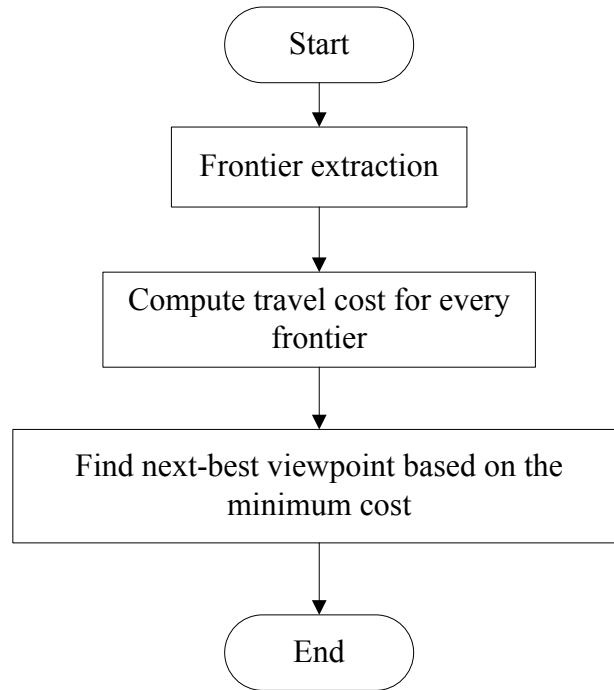 Start
Frontier extraction
Compute travel cost for every
frontier
Find next-best viewpoint based on the
minimum cost
End